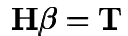 𝐇β = 𝐓